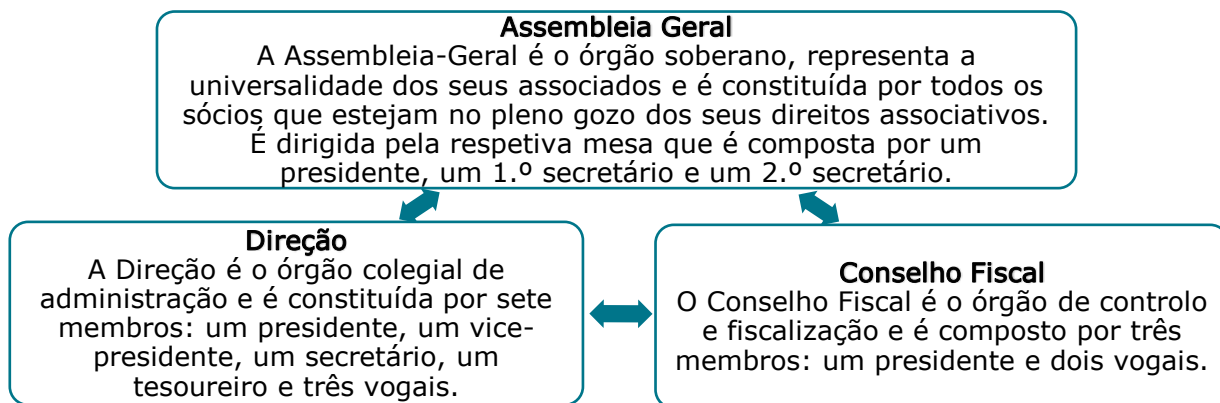 Assembleia Geral
A Assembleia-Geral é o órgão soberano, representa a
universalidade dos seus associados e é constituída por todos os
sócios que estejam no pleno gozo dos seus direitos associativos.
É dirigida pela respetiva mesa que é composta por um
presidente, um 1.º secretário e um 2.º secretário.
Direção
A Direção é o órgão colegial de
administração e é constituída por sete
membros: um presidente, um vice-
presidente, um secretário, um
tesoureiro e três vogais.
Conselho Fiscal
O Conselho Fiscal é o órgão de controlo
e fiscalização e é composto por três
membros: um presidente e dois vogais.